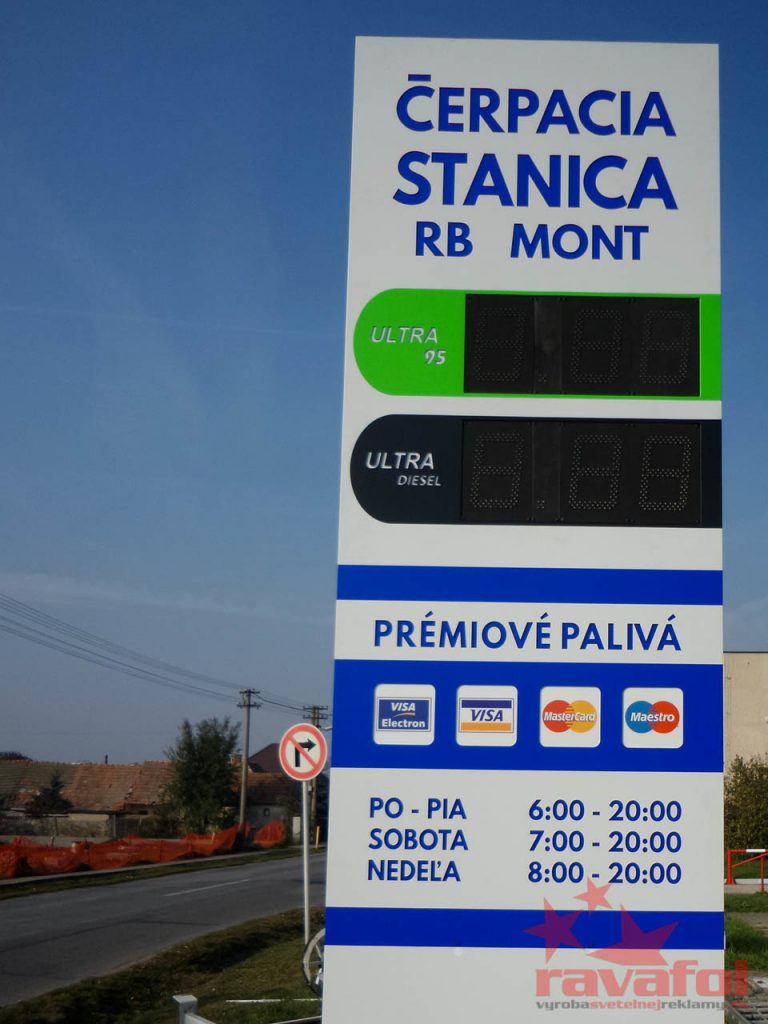 ČERPACIA
STANICA
RB MONT
ULTRA
95
ULTRA
DIESEL
PRÉMIOVÉ PALIVÁ
VISA
Electron
VISA
MasterCard
Maestro
PO - PIA 6:00 - 20:00
SOBOTA 7:00 - 20:00
NEDEĽA 8:00 - 20:00
ravafol
vyrobasvetelnejreklamy